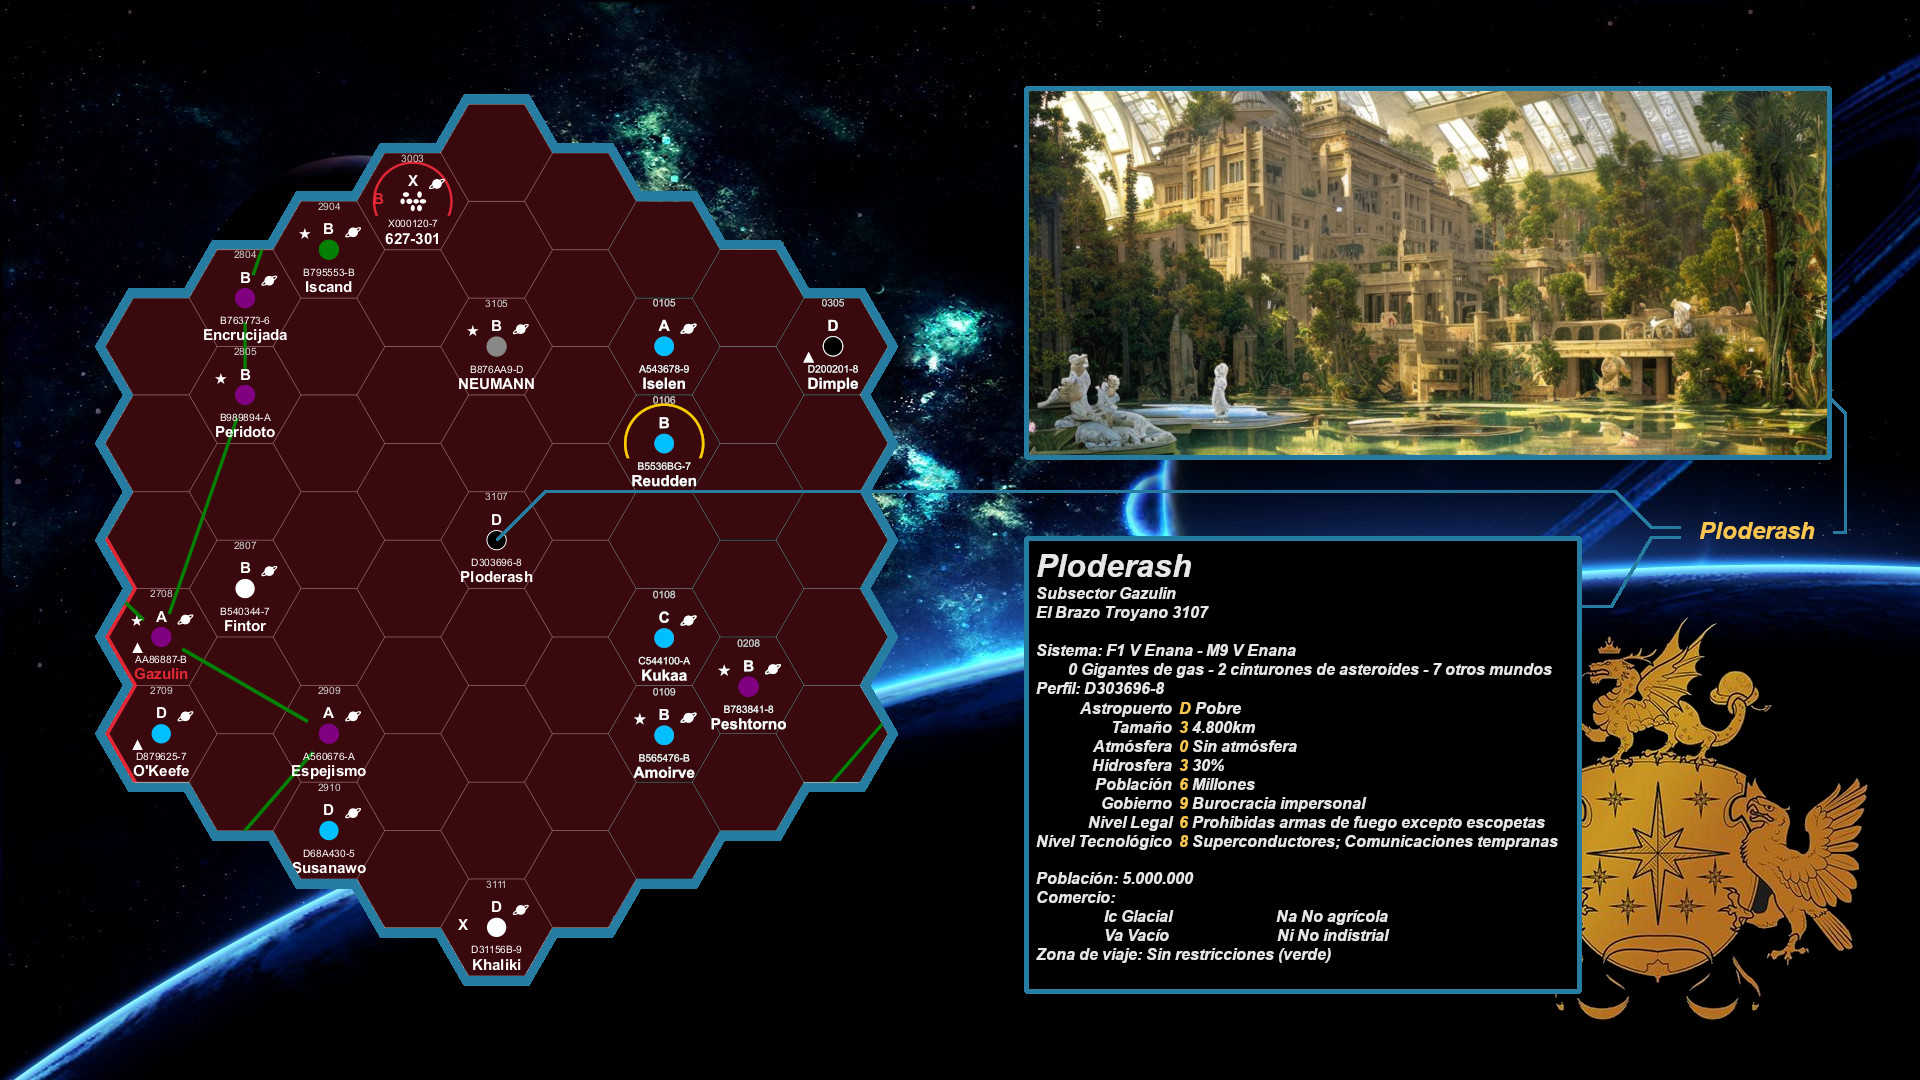 3003
X
B
X000120-7
627-301
2904
B
B795553-B
Iscand
2804
B
B763773-6
Encrucijada
2805
B
B989894-A
Peridoto
3105
B
B876AA9-D
NEUMANN
0105
A
A543678-9
Iselen
0305
D
D200201-8
Dimple
0106
B
B5536BG-7
Reudden
3107
D
D303696-8
Ploderash
2807
B
B540344-7
Fintor
2708
A
AA86887-B
Gazulin
0108
C
C544100-A
Kukaa
0208
B
B783841-8
Peshtorno
2709
D
D879625-7
O'Keefe
2909
A
A560676-A
Espejismo
0109
B
B565476-B
Amoirve
2910
D
D68A430-5
Susanawo
3111
D
X
D31156B-9
Khaliki
Ploderash
Ploderash
Subsector Gazulin
El Brazo Troyano 3107
Sistema: F1 V Enana - M9 V Enana
0 Gigantes de gas - 2 cinturones de asteroides - 7 otros mundos
Perfil: D303696-8
Astropuerto D Pobre
Tamaño 3 4.800km
Atmósfera 0 Sin atmósfera
Hidrosfera 3 30%
Población 6 Millones
Gobierno 9 Burocracia impersonal
Nivel Legal 6 Prohibidas armas de fuego excepto escopetas
Nivel Tecnológico 8 Superconductores; Comunicaciones tempranas
Población: 5.000.000
Comercio:
Ic Glacial Na No agrícola
Va Vacío Ni No indistrial
Zona de viaje: Sin restricciones (verde)